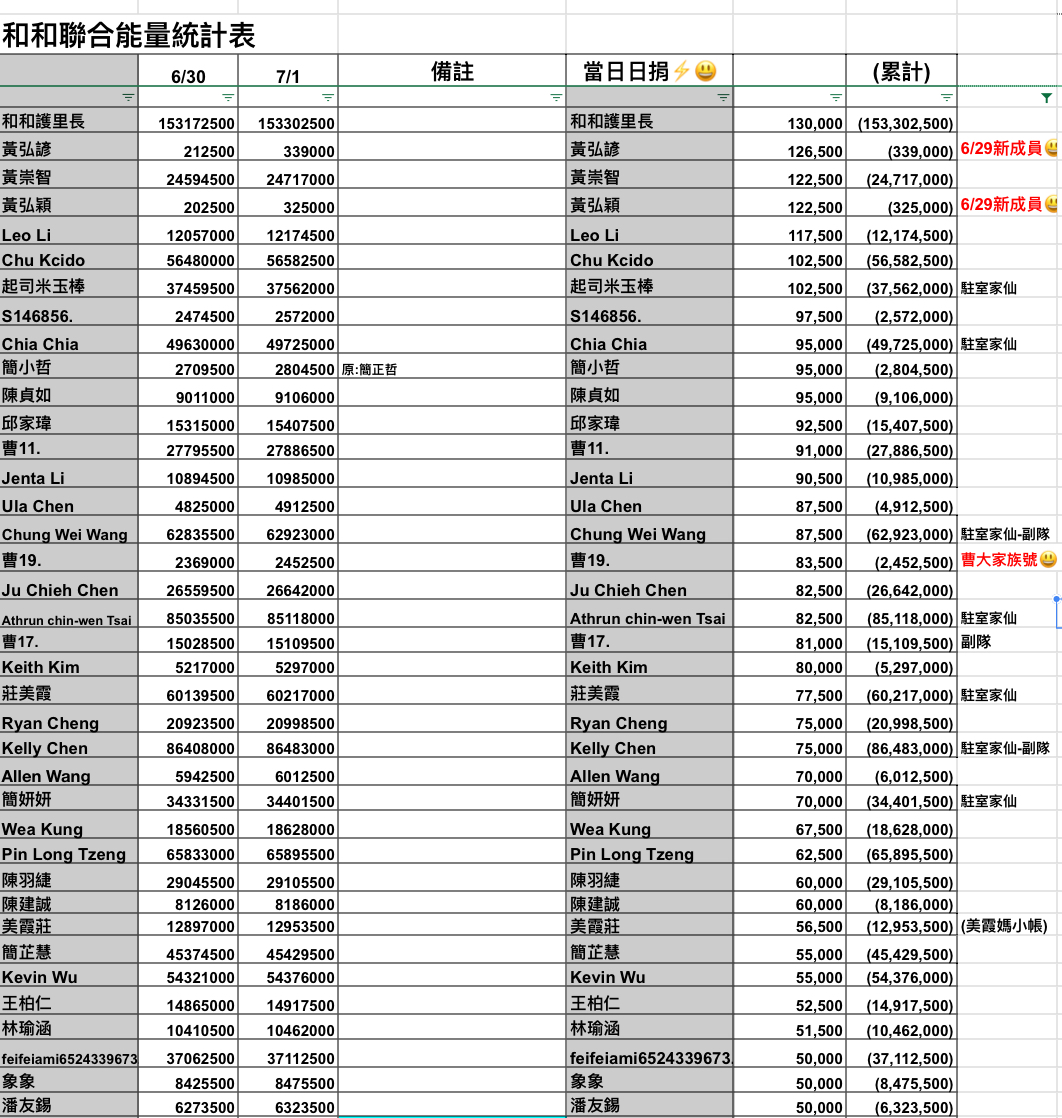 和和聯合能量統計表
6/30 7/1 備註 當日日捐⚡😃 (累計)
和和護里長 153172500 153302500 和和護里長 130,000 (153,302,500)
黃弘諺 212500 339000 黃弘諺 126,500 (339,000) 6/29新成員😃
黃崇智 24594500 24717000 黃崇智 122,500 (24,717,000)
黃弘穎 202500 325000 黃弘穎 122,500 (325,000) 6/29新成員😃
Leo Li 12057000 12174500 Leo Li 117,500 (12,174,500)
Chu Kcido 56480000 56582500 Chu Kcido 102,500 (56,582,500)
起司米玉棒 37459500 37562000 起司米玉棒 102,500 (37,562,000) 駐室家仙
S146856. 2474500 2572000 S146856. 97,500 (2,572,000)
Chia Chia 49630000 49725000 Chia Chia 95,000 (49,725,000) 駐室家仙
簡小哲 2709500 2804500 原:簡正哲 簡小哲 95,000 (2,804,500)
陳貞如 9011000 9106000 陳貞如 95,000 (9,106,000)
邱家瑋 15315000 15407500 邱家瑋 92,500 (15,407,500)
曹11. 27795500 27886500 曹11. 91,000 (27,886,500)
Jenta Li 10894500 10985000 Jenta Li 90,500 (10,985,000)
Ula Chen 4825000 4912500 Ula Chen 87,500 (4,912,500)
Chung Wei Wang 62835500 62923000 Chung Wei Wang 87,500 (62,923,000) 駐室家仙-副隊
曹19. 2369000 2452500 曹19. 83,500 (2,452,500) 曹大家族號😃
Ju Chieh Chen 26559500 26642000 Ju Chieh Chen 82,500 (26,642,000)
Athrun chin-wen Tsai 85035500 85118000 Athrun chin-wen Tsai 82,500 (85,118,000) 駐室家仙
曹17. 15028500 15109500 曹17. 81,000 (15,109,500) 副隊
Keith Kim 5217000 5297000 Keith Kim 80,000 (5,297,000)
莊美霞 60139500 60217000 莊美霞 77,500 (60,217,000) 駐室家仙
Ryan Cheng 20923500 20998500 Ryan Cheng 75,000 (20,998,500)
Kelly Chen 86408000 86483000 Kelly Chen 75,000 (86,483,000) 駐室家仙-副隊
Allen Wang 5942500 6012500 Allen Wang 70,000 (6,012,500)
簡妍妍 34331500 34401500 簡妍妍 70,000 (34,401,500) 駐室家仙
Wea Kung 18560500 18628000 Wea Kung 67,500 (18,628,000)
Pin Long Tzeng 65833000 65895500 Pin Long Tzeng 62,500 (65,895,500)
陳羽緁 29045500 29105500 陳羽緁 60,000 (29,105,500)
陳建誠 8126000 8186000 陳建誠 60,000 (8,186,000)
美霞莊 12897000 12953500 美霞莊 56,500 (12,953,500) (美霞媽小帳)
簡芷慧 45374500 45429500 簡芷慧 55,000 (45,429,500)
Kevin Wu 54321000 54376000 Kevin Wu 55,000 (54,376,000)
王柏仁 14865000 14917500 王柏仁 52,500 (14,917,500)
林瑜涵 10410500 10462000 林瑜涵 51,500 (10,462,000)
feifeiami6524339673 37062500 37112500 feifeiami6524339673. 50,000 (37,112,500)
象象 8425500 8475500 象象 50,000 (8,475,500)
潘友錫 6273500 6323500 潘友錫 50,000 (6,323,500)